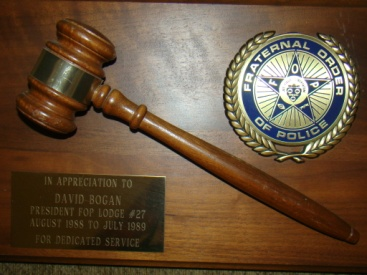 FRATERNAL ORDER
OF POLICE
F O P
IN APPRECIATION TO
DAVID BOGAN
PRESIDENT FOP LODGE #27
AUGUST 1988 TO JULY 1989
FOR DEDICATED SERVICE